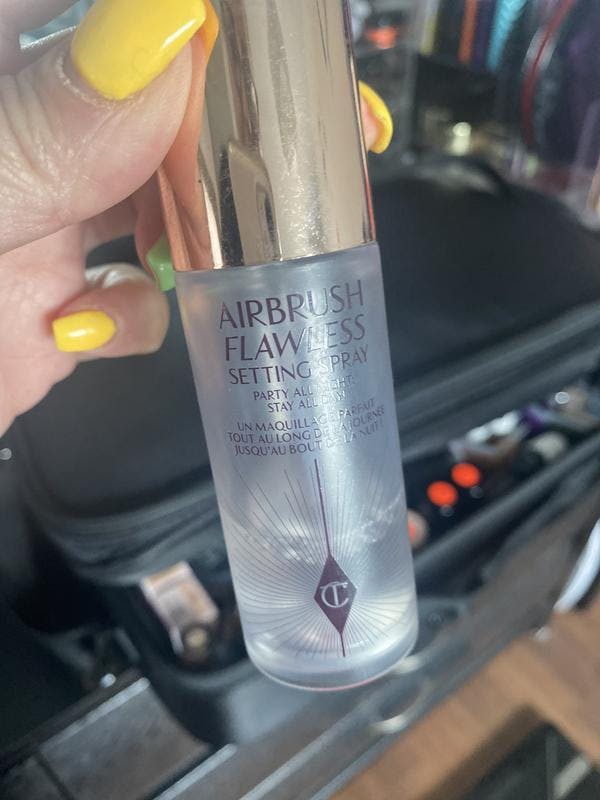 AIRBRUSH
FLAWLESS
SETTING SPRAY
PARTY ALL NIGHT,
STAY ALL DAY!
UN MAQUILLAGE PARFAIT
TOUT AU LONG DE LA JOURNÉE
JUSQU'AU BOUT DE LA NUIT!
CT